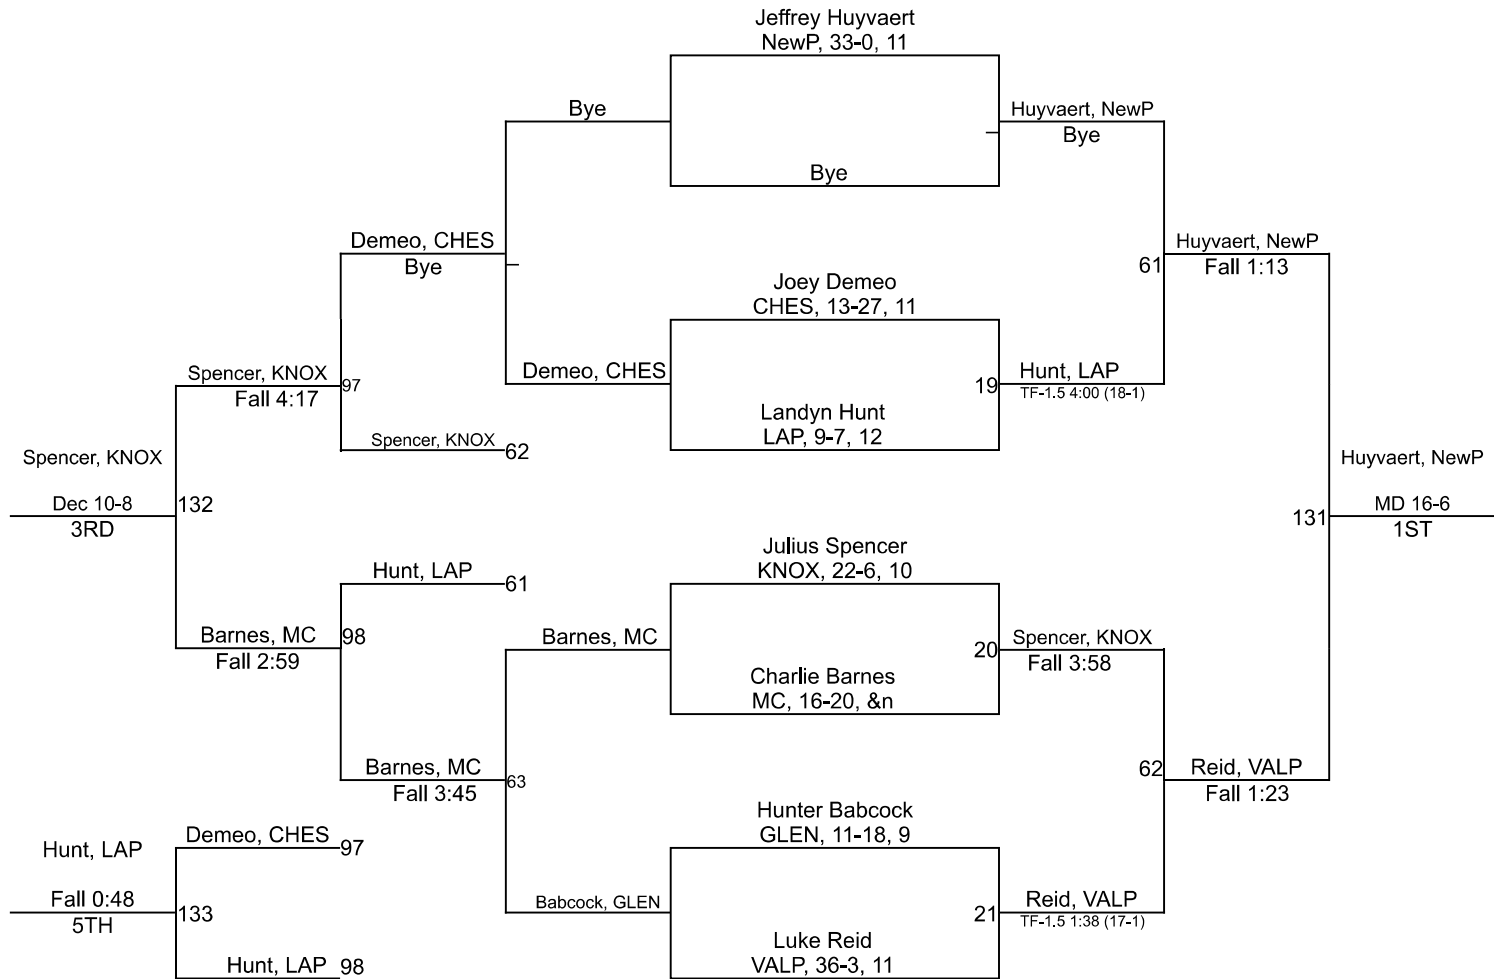 Jeffrey Huyvaert
NewP, 33-0, 11
Bye
Huyvaert, NewP
Bye
Bye
Demeo, CHES
Bye
Huyvaert, NewP
Fall 1:13
61
Joey Demeo
CHES, 13-27, 11
Spencer, KNOX
Fall 4:17
97
Demeo, CHES
19
Hunt, LAP
TF-1.5 4:00 (18-1)
Landyn Hunt
LAP, 9-7, 12
Spencer, KNOX
62
Spencer, KNOX
Dec 10-8
3RD
132
Huyvaert, NewP
131
MD 16-6
1ST
Julius Spencer
KNOX, 22-6, 10
Hunt, LAP
61
Barnes, MC
Fall 2:59
98
Barnes, MC
20
Spencer, KNOX
Fall 3:58
Charlie Barnes
MC, 16-20, &n
Barnes, MC
Fall 3:45
63
62
Reid, VALP
Fall 1:23
Hunter Babcock
GLEN, 11-18, 9
Demeo, CHES
97
Hunt, LAP
Fall 0:48
5TH
133
Babcock, GLEN
21
Reid, VALP
TF-1.5 1:38 (17-1)
Luke Reid
VALP, 36-3, 11
Hunt, LAP
98